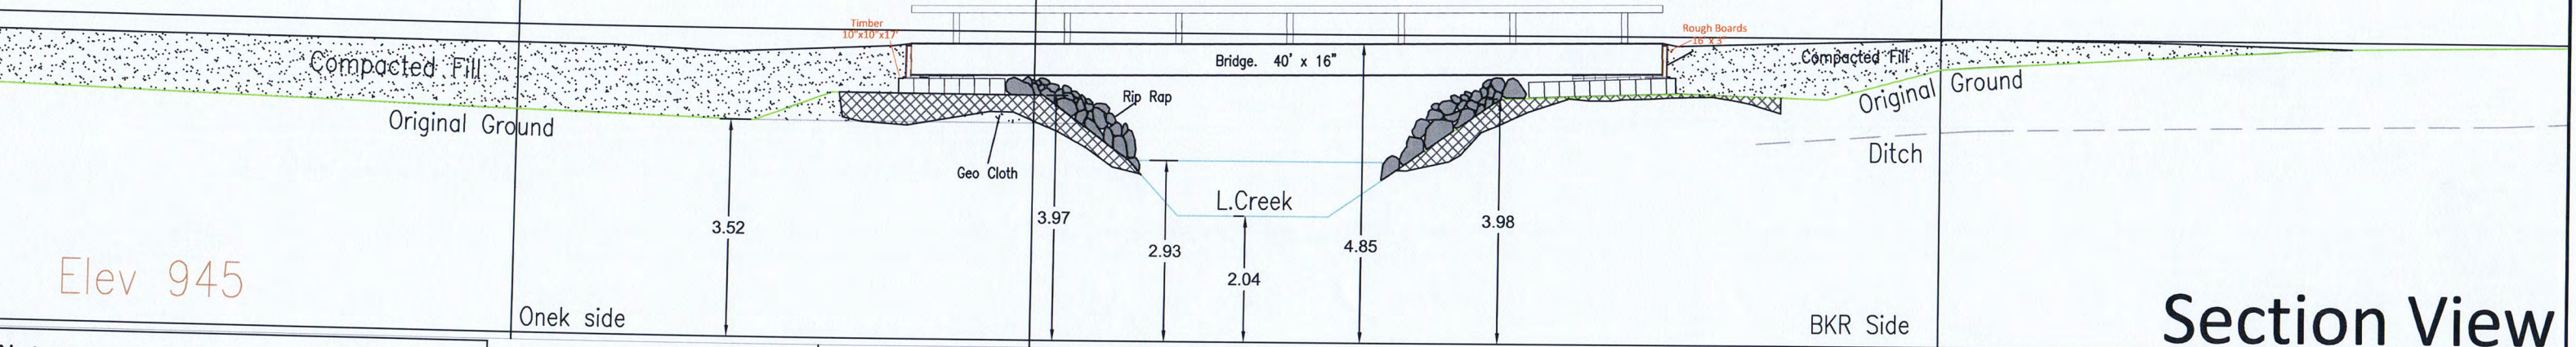 Timber
10"x10"x17'
Rough Boards
16' x 3"
Compacted Fill
Bridge. 40' x 16"
Compacted Fill
Rip Rap
Original Ground
Original Ground
Ditch
Geo Cloth
L.Creek
3.52
3.97
2.93
2.04
4.85
3.98
Elev 945
Onek side
BKR Side
Section View